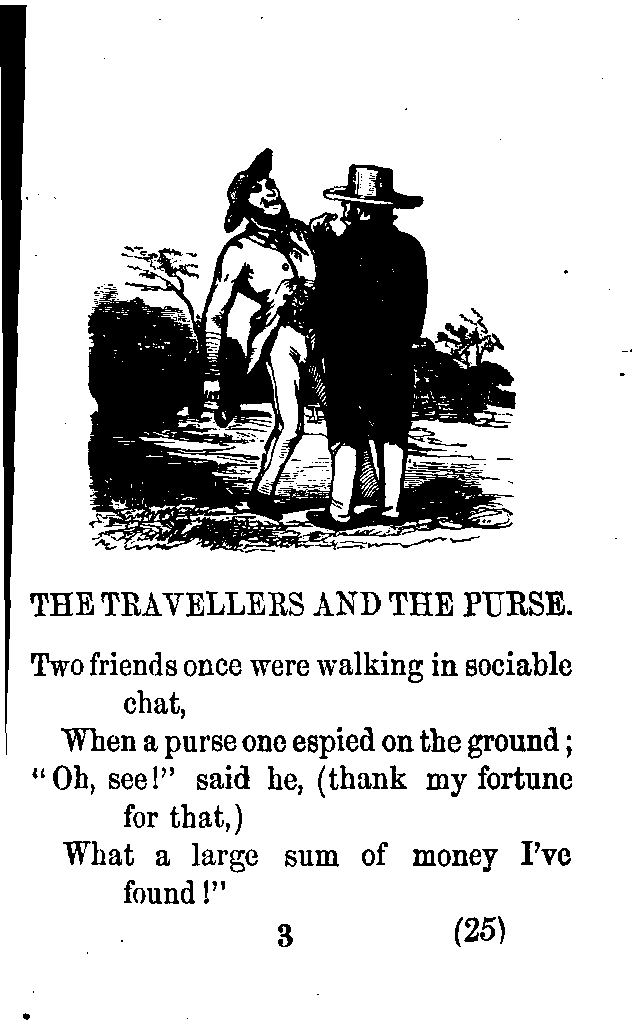 THE TRAVELLERS AND THE PURSE.
Two friends once were walking in sociable
chat,
When a purse one espied on the ground;
"Oh, see!" said he, (thank my fortune
for that,)
What a large sum of money I've
found!"
3 (25)